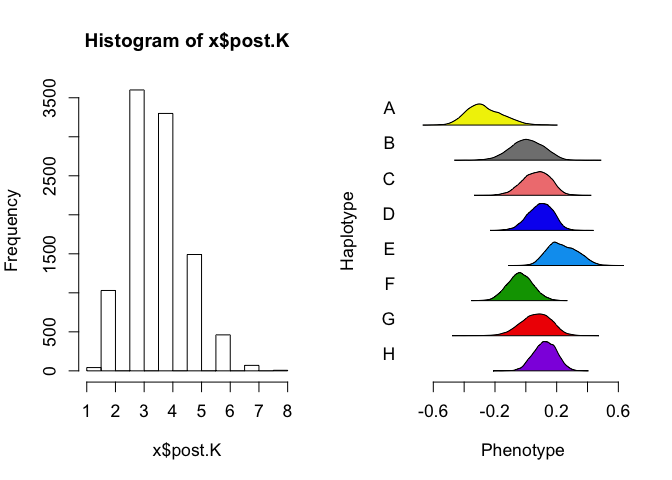 Histogram of x$post.K
Frequency
0
500
1500
2500
3500
1 2 3 4 5 6 7 8
x$post.K
Haplotype
A
B
C
D
E
F
G
H
-0.6 -0.2 0.2 0.6
Phenotype